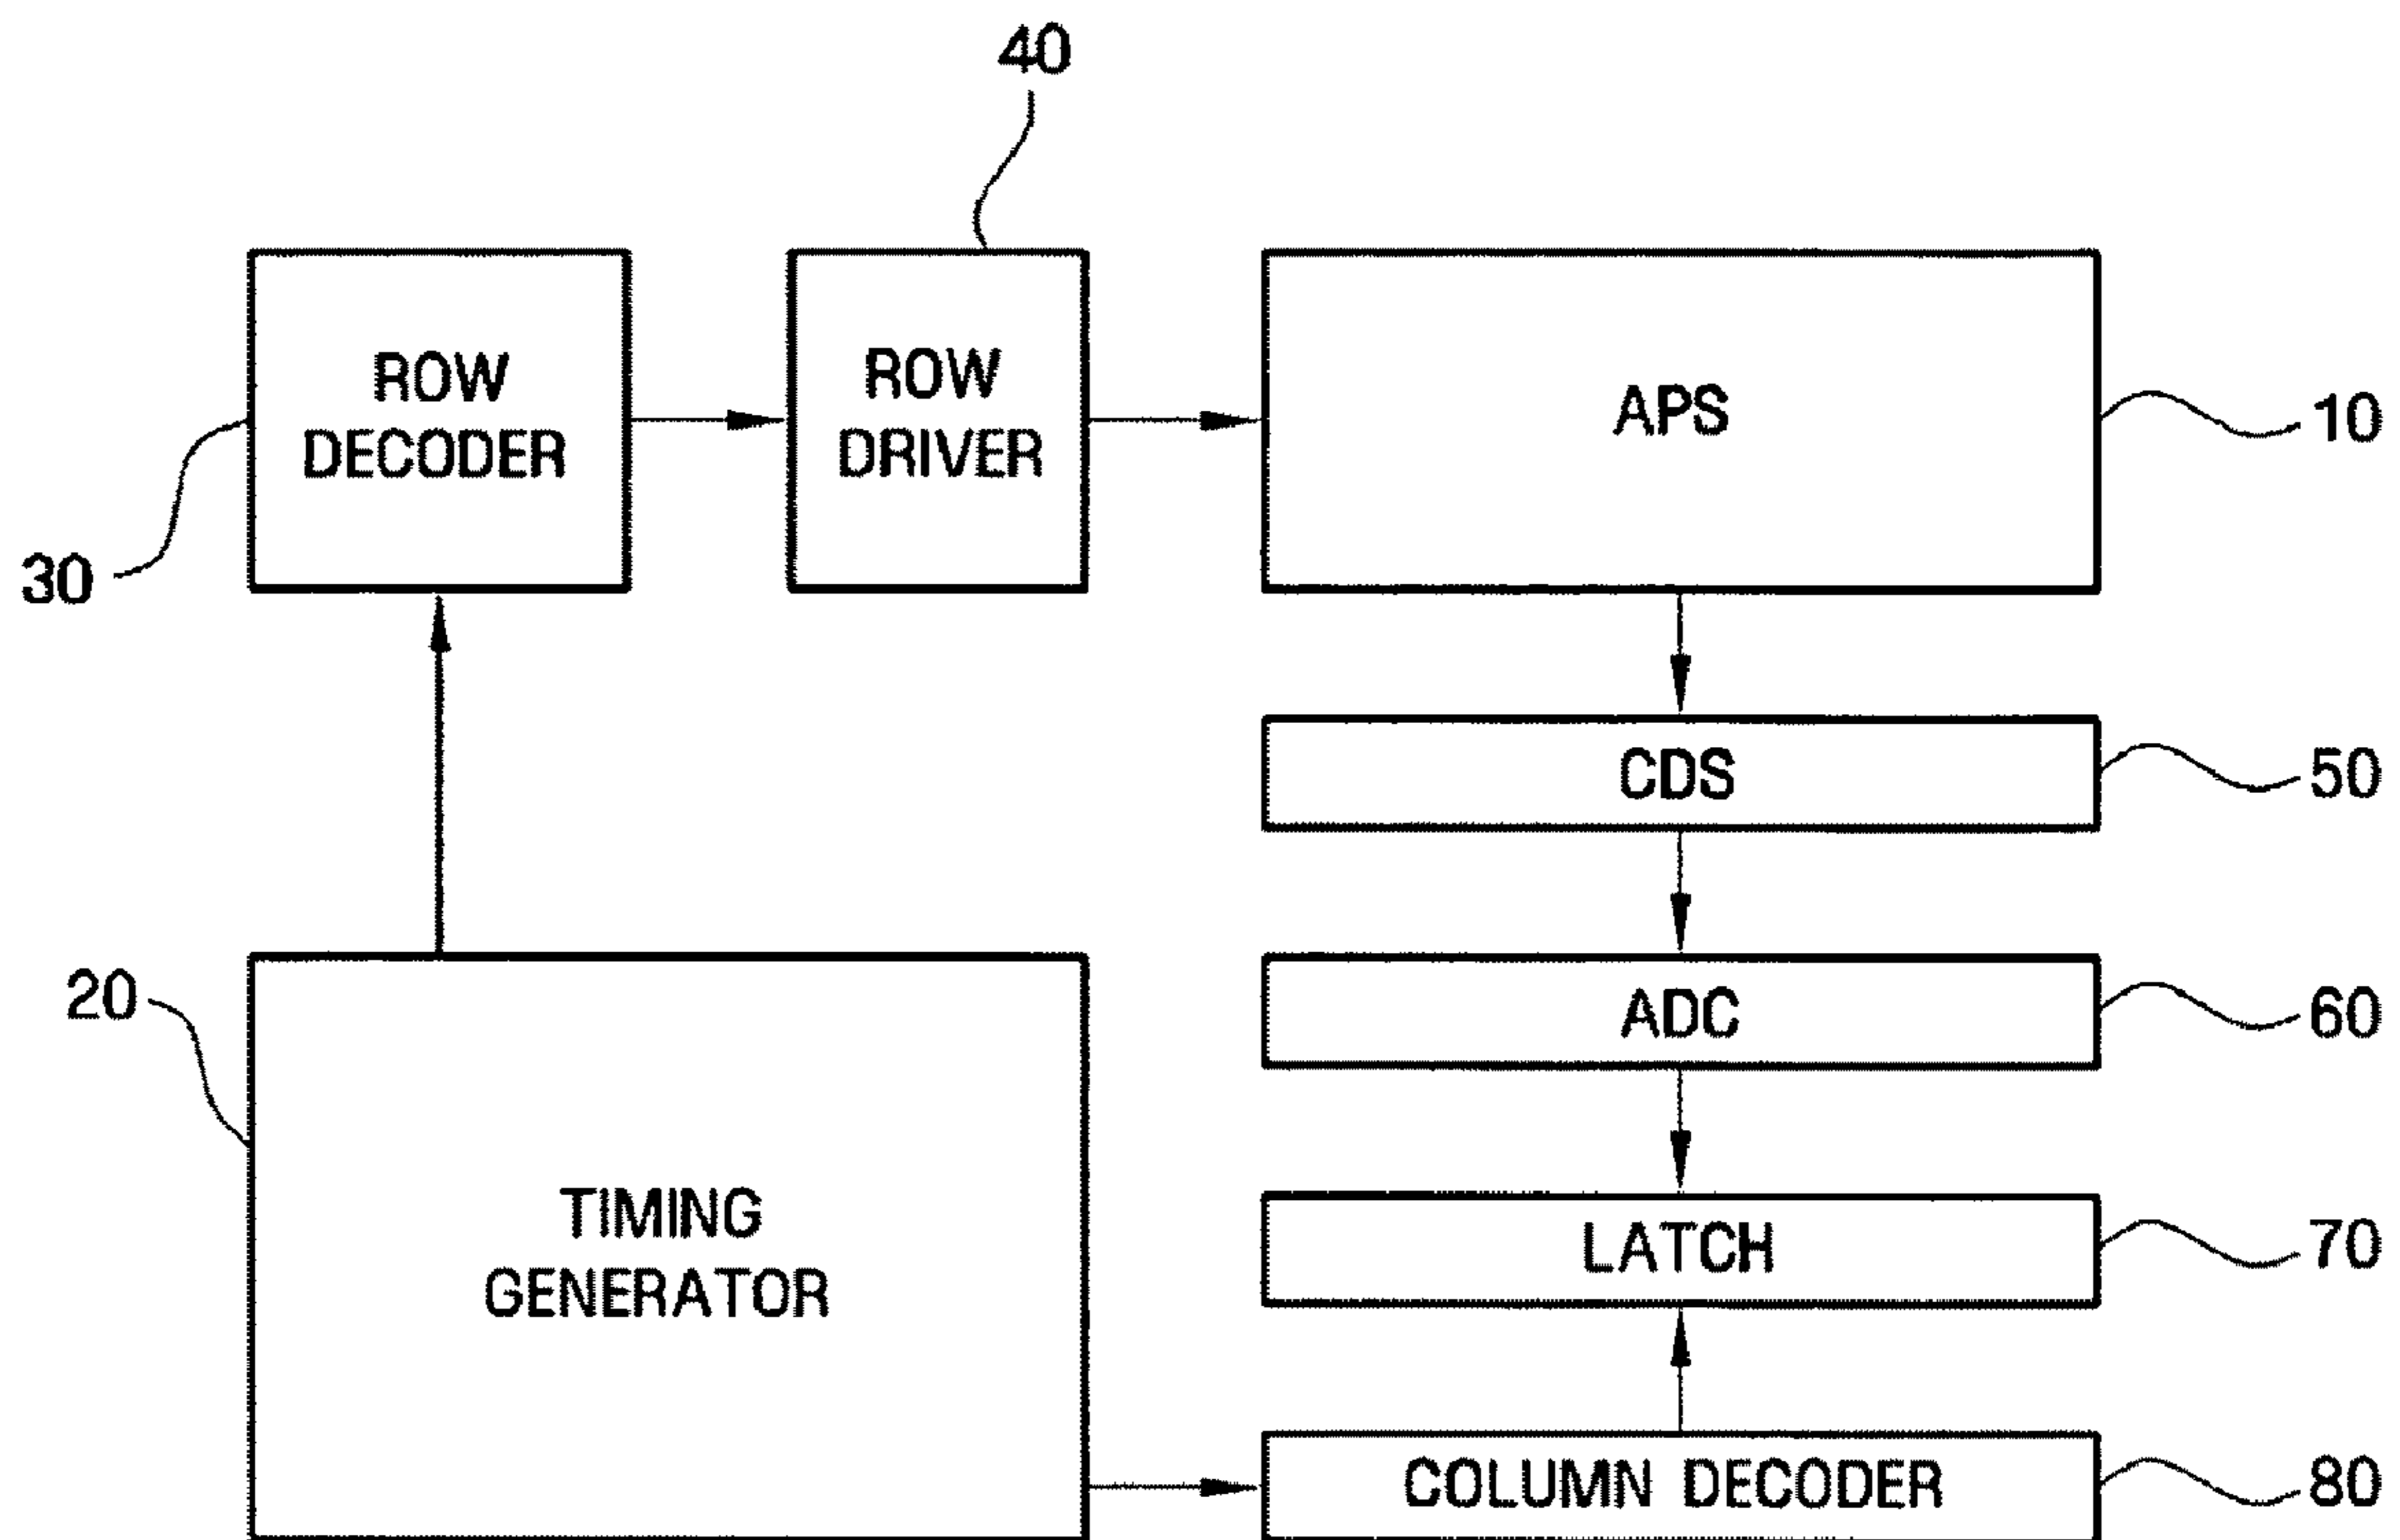 40
ROW
DECODER
ROW
DRIVER
APS
10
30
CDS
50
20
ADC
60
TIMING
GENERATOR
LATCH
70
COLUMN DECODER
80